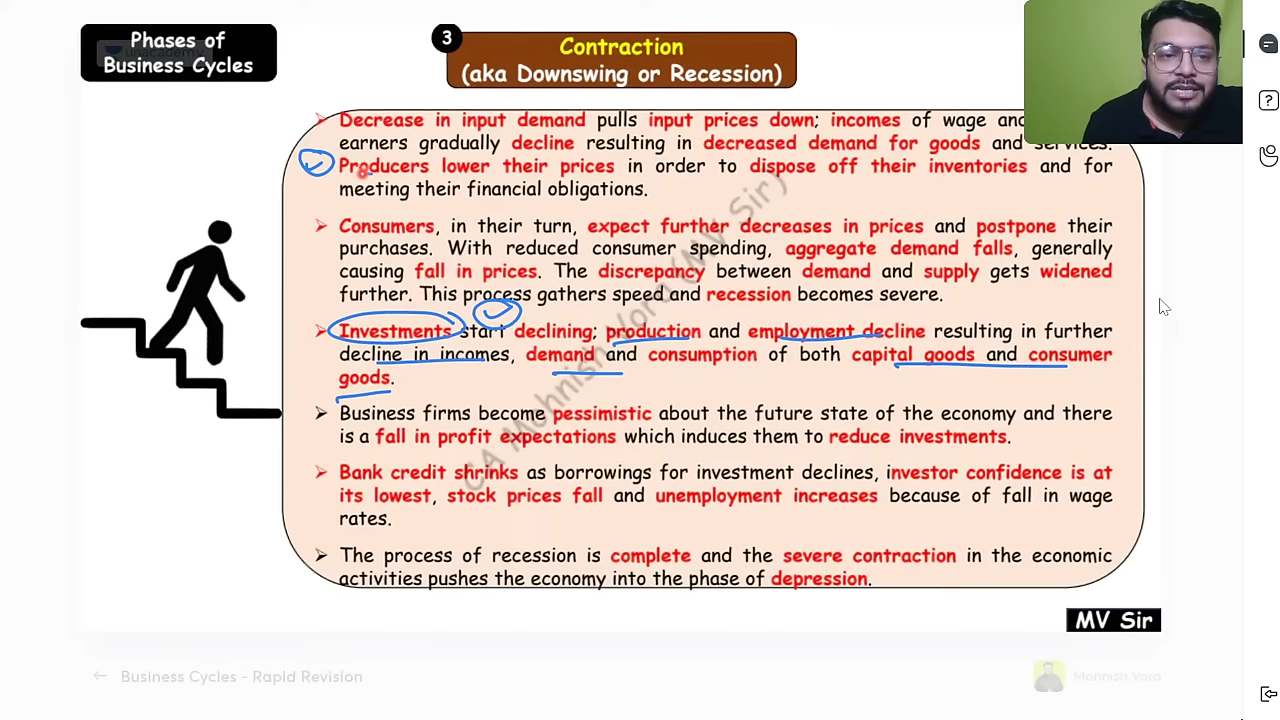 Phases of
Business Cycles
3
Contraction
(aka Downswing or Recession)
➢ Decrease in input demand pulls input prices down; incomes of wage and
earners gradually decline resulting in decreased demand for goods and services.
Producers lower their prices in order to dispose off their inventories and for
meeting their financial obligations.
➢ Consumers, in their turn, expect further decreases in prices and postpone their
purchases. With reduced consumer spending, aggregate demand falls, generally
causing fall in prices. The discrepancy between demand and supply gets widened
further. This process gathers speed and recession becomes severe.
➢ Investments start declining; production and employment decline resulting in further
decline in incomes, demand and consumption of both capital goods and consumer
goods.
➢ Business firms become pessimistic about the future state of the economy and there
is a fall in profit expectations which induces them to reduce investments.
➢ Bank credit shrinks as borrowings for investment declines, investor confidence is at
its lowest, stock prices fall and unemployment increases because of fall in wage
rates.
➢ The process of recession is complete and the severe contraction in the economic
activities pushes the economy into the phase of depression.
CA Mohnish Vora (MV Sir)
MV Sir
Business Cycles - Rapid Revision
Mohnish Vora